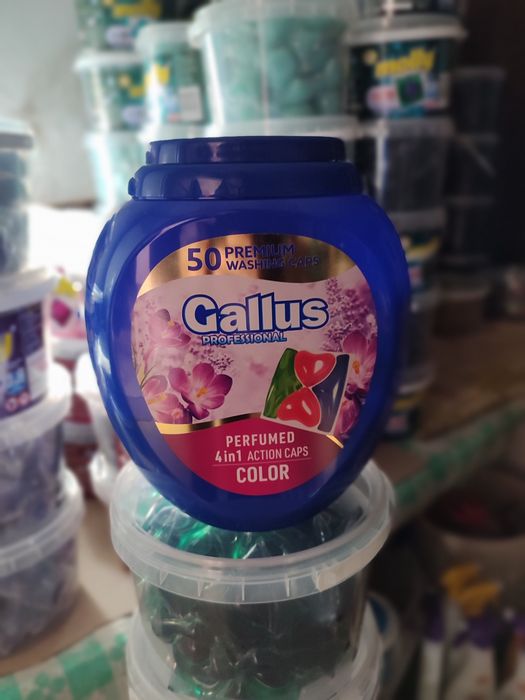 50 PREMIUM
WASHING CAPS
Gallus
PROFESSIONAL
PERFUMED
4in1 ACTION CAPS
COLOR